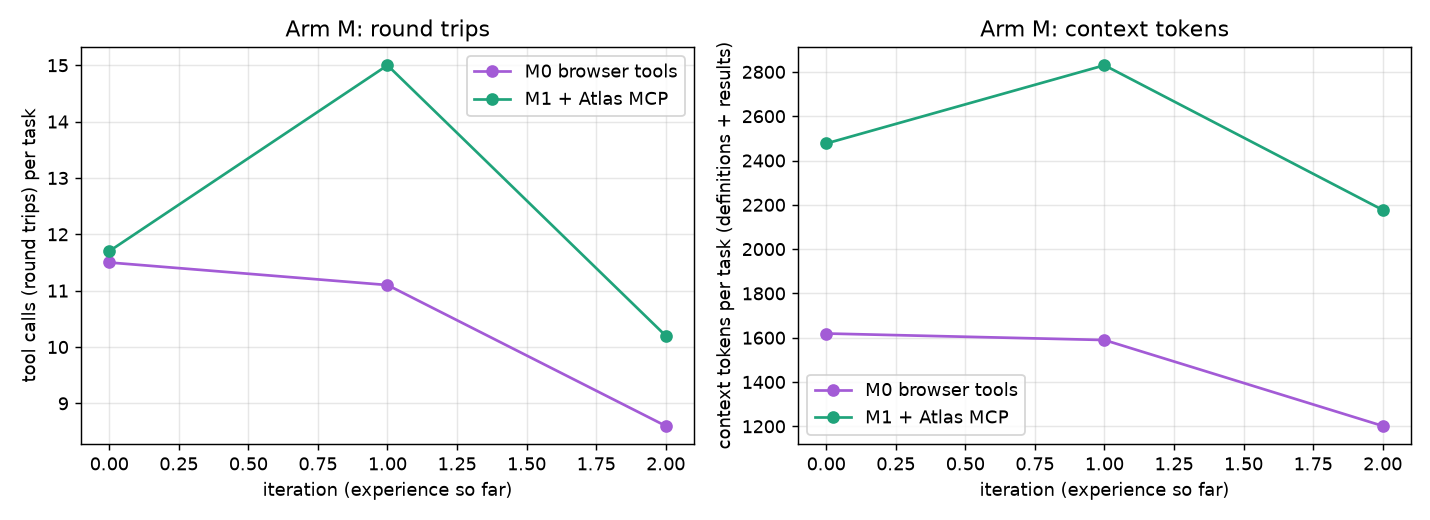 Arm M: round trips
tool calls (round trips) per task
15
14
13
12
11
10
9
M0 browser tools
M1 + Atlas MCP
0.00 0.25 0.50 0.75 1.00 1.25 1.50 1.75 2.00
iteration (experience so far)
Arm M: context tokens
context tokens per task (definitions + results)
2800
2600
2400
2200
2000
1800
1600
1400
1200
M0 browser tools
M1 + Atlas MCP
0.00 0.25 0.50 0.75 1.00 1.25 1.50 1.75 2.00
iteration (experience so far)